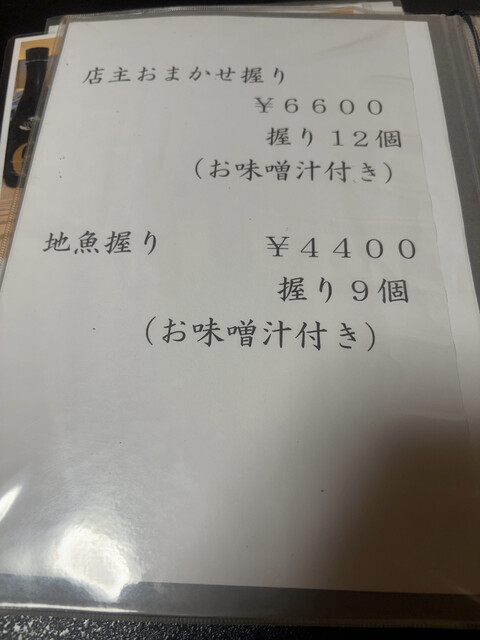 店主おまかせ握り
￥６６００
握り１２個
（お味噌汁付き）
地魚握り　￥４４００
握り９個
（お味噌汁付き）